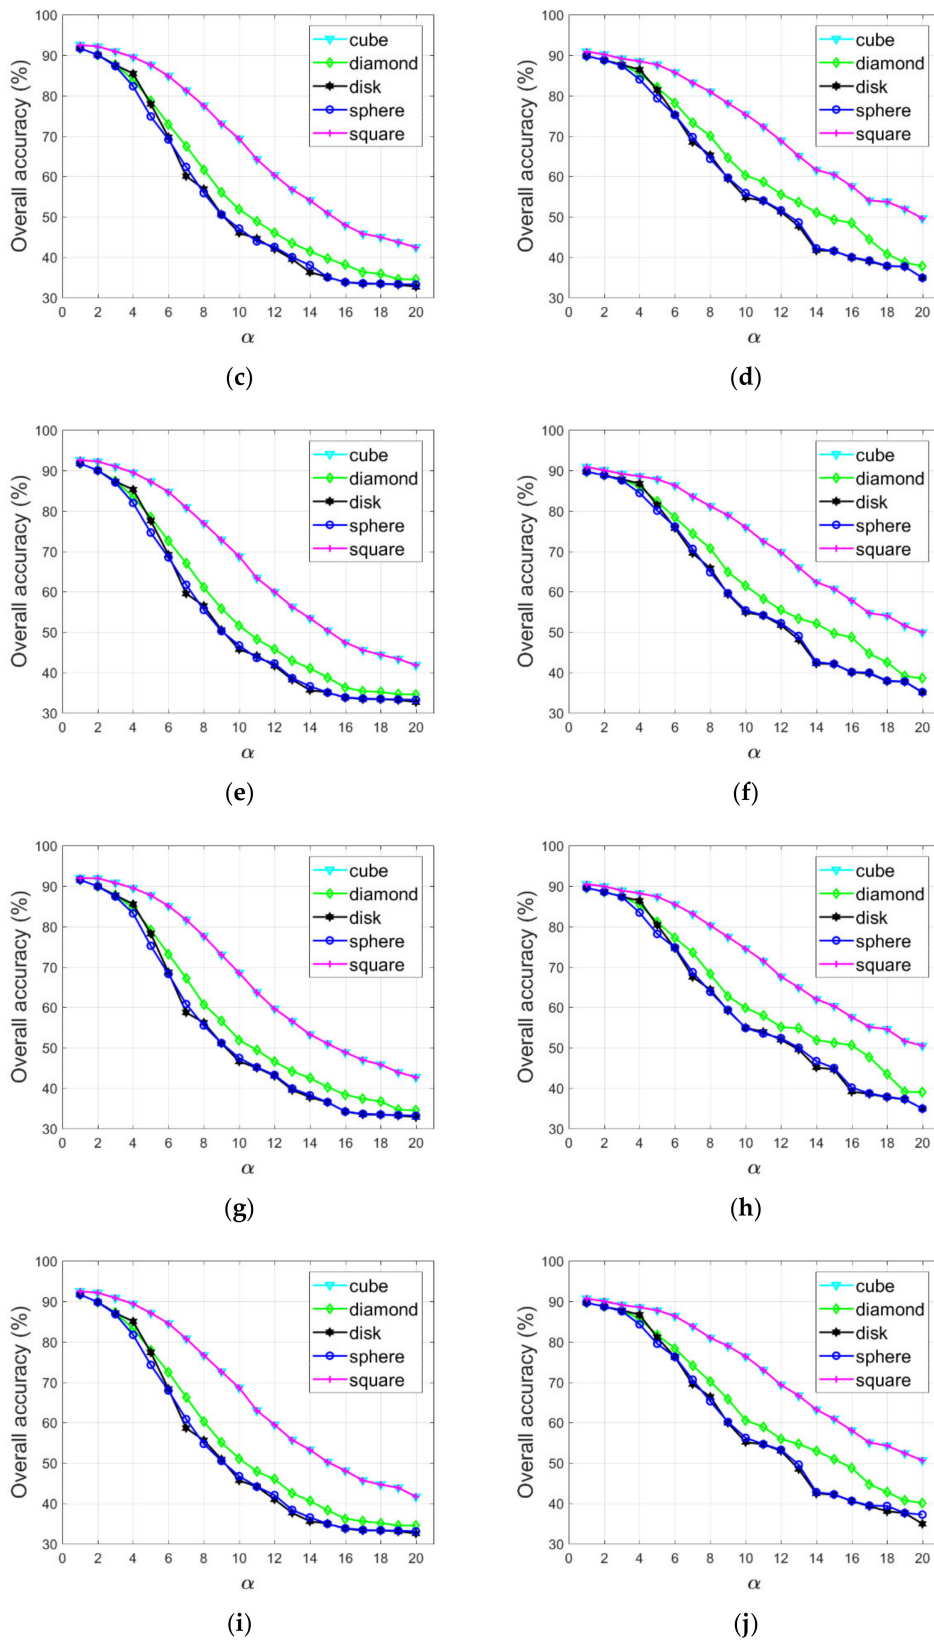 100
90
80
70
60
50
40
30
Overall accuracy (%)
0 2 4 6 8 10 12 14 16 18 20
α
cube
diamond
disk
sphere
square
(c)
100
90
80
70
60
50
40
30
Overall accuracy (%)
0 2 4 6 8 10 12 14 16 18 20
α
cube
diamond
disk
sphere
square
(d)
100
90
80
70
60
50
40
30
Overall accuracy (%)
0 2 4 6 8 10 12 14 16 18 20
α
cube
diamond
disk
sphere
square
(e)
100
90
80
70
60
50
40
30
Overall accuracy (%)
0 2 4 6 8 10 12 14 16 18 20
α
cube
diamond
disk
sphere
square
(f)
100
90
80
70
60
50
40
30
Overall accuracy (%)
0 2 4 6 8 10 12 14 16 18 20
α
cube
diamond
disk
sphere
square
(g)
100
90
80
70
60
50
40
30
Overall accuracy (%)
0 2 4 6 8 10 12 14 16 18 20
α
cube
diamond
disk
sphere
square
(h)
100
90
80
70
60
50
40
30
Overall accuracy (%)
0 2 4 6 8 10 12 14 16 18 20
α
cube
diamond
disk
sphere
square
(i)
100
90
80
70
60
50
40
30
Overall accuracy (%)
0 2 4 6 8 10 12 14 16 18 20
α
cube
diamond
disk
sphere
square
(j)